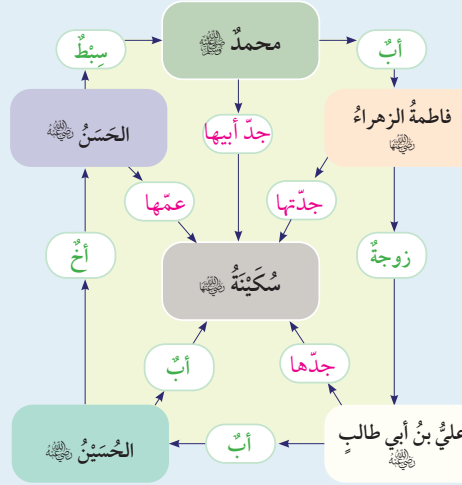 محمدٌ ﷺ
أبٌ
سِبْطٌ
فاطمةُ الزهراءُ
رضي الله عنها
الحَسَنُ رضي الله عنه
جدّ أبيها
جدّتها
عمّها
سُكَيْنَةُ رضي الله عنها
زوجةٌ
أخٌ
جدّها
أبٌ
عليُّ بنُ أبي طالبٍ
رضي الله عنه
أبٌ
الحُسَيْنُ رضي الله عنه